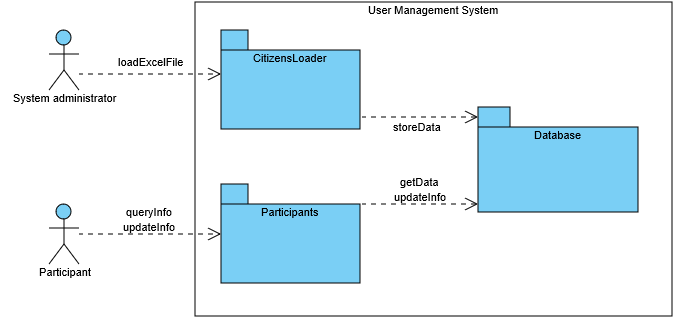 User Management System
loadExcelFile
CitizensLoader
System administrator
storeData
Database
queryInfo
updateInfo
Participants
getData
updateInfo
Participant